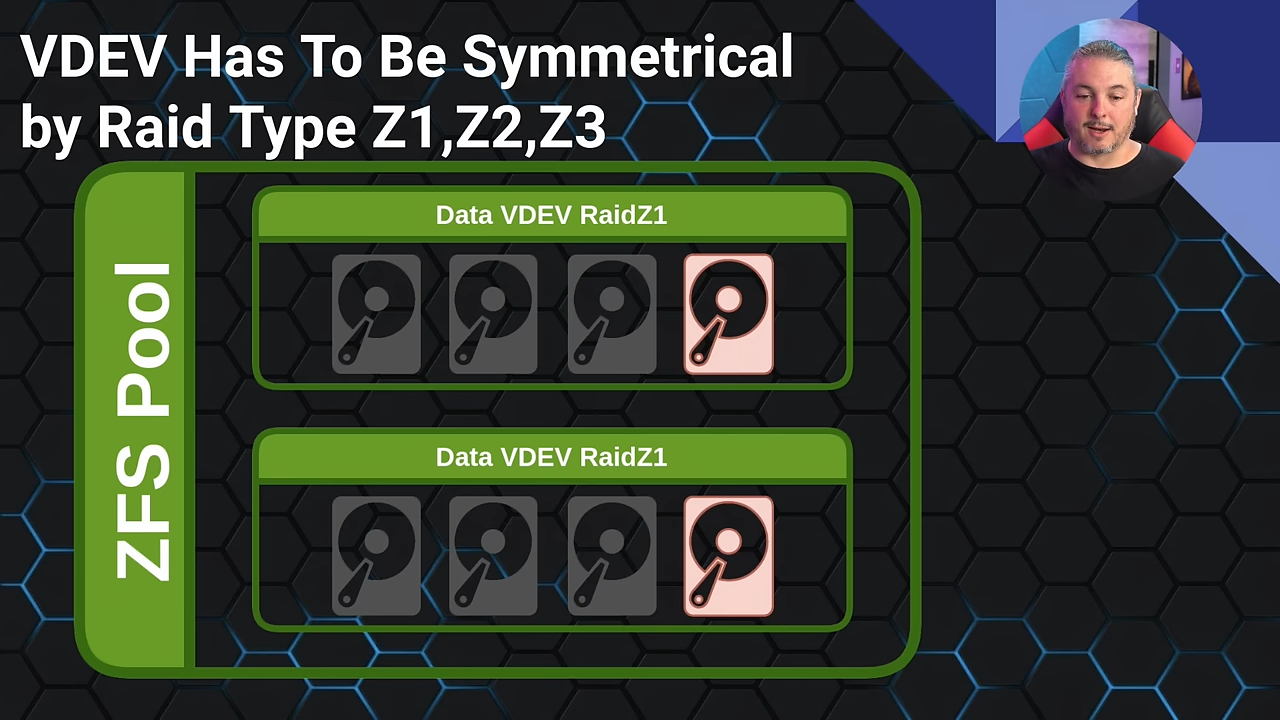 VDEV Has To Be Symmetrical
by Raid Type Z1,Z2,Z3
ZFS Pool
Data VDEV RaidZ1
Data VDEV RaidZ1